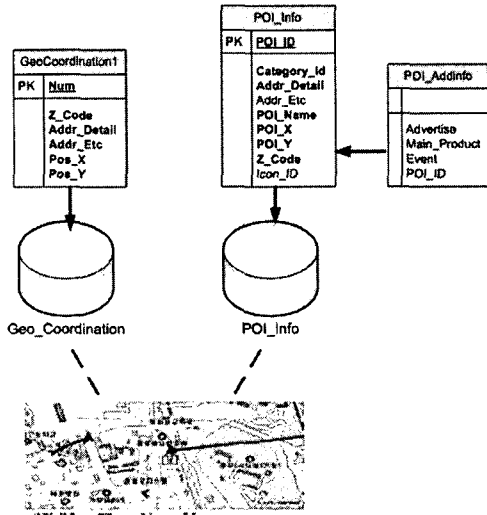 POI_Info
PK POI_ID
Category_Id
Addr_Detail
Addr_Etc
POI_Name
POI_X
POI_Y
Z_Code
Icon_ID
GeoCoordination1
PK Num
Z_Code
Addr_Detail
Addr_Etc
Pos_X
Pos_Y
POI_Addinfo
Advertise
Main_Product
Event
POI_ID
Geo_Coordination
POI_Info